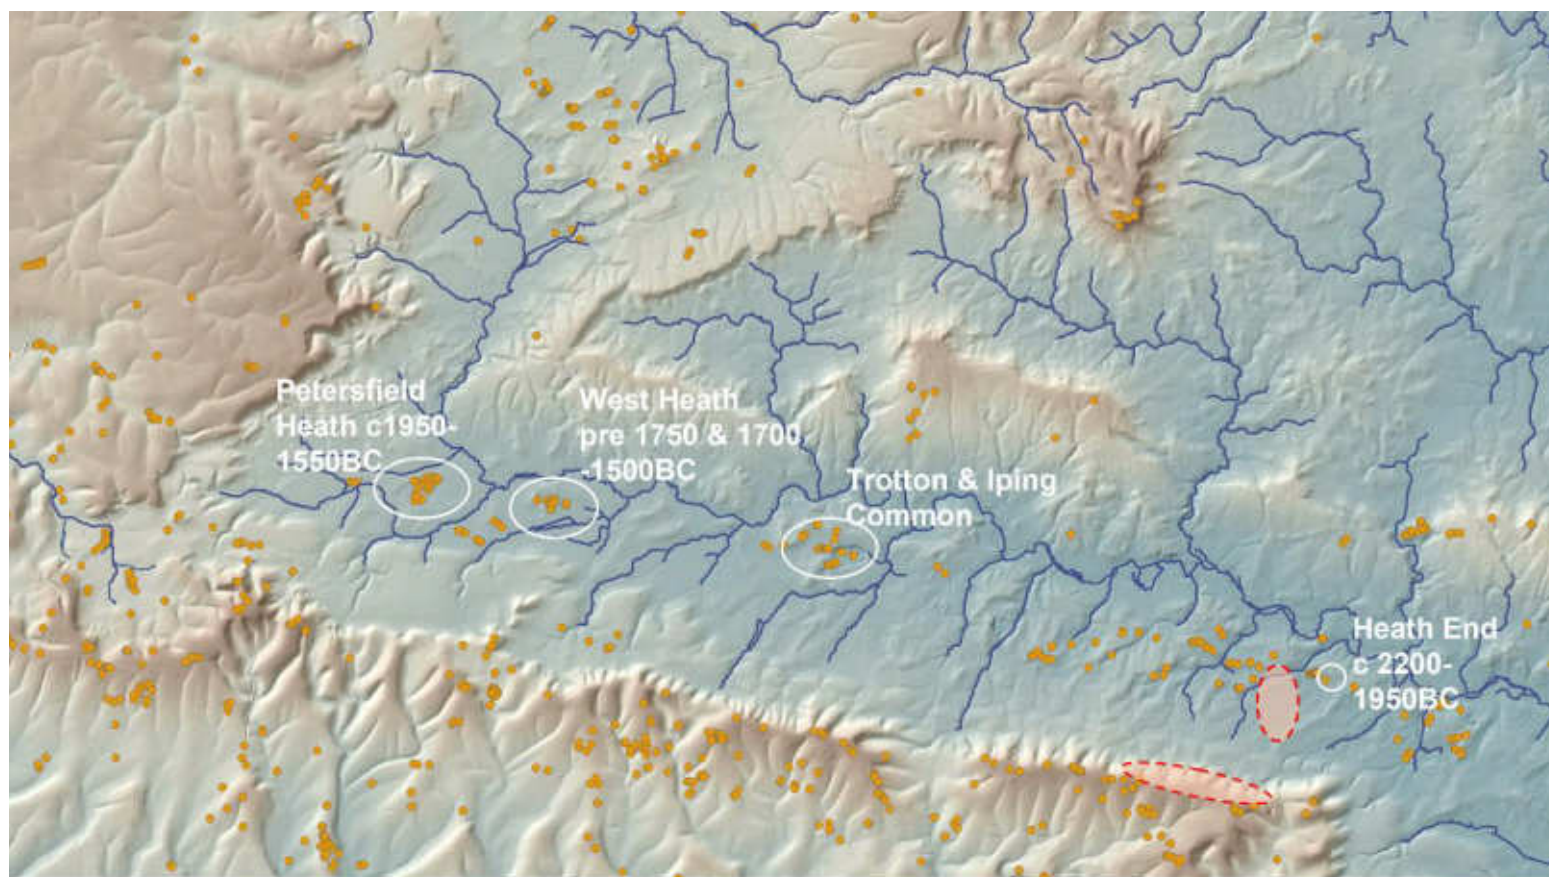 Petersfield
Heath c1950-
1550BC
West Heath
pre 1750 & 1700
-1500BC
Trotton & Iping
Common
Heath End
c 2200-
1950BC